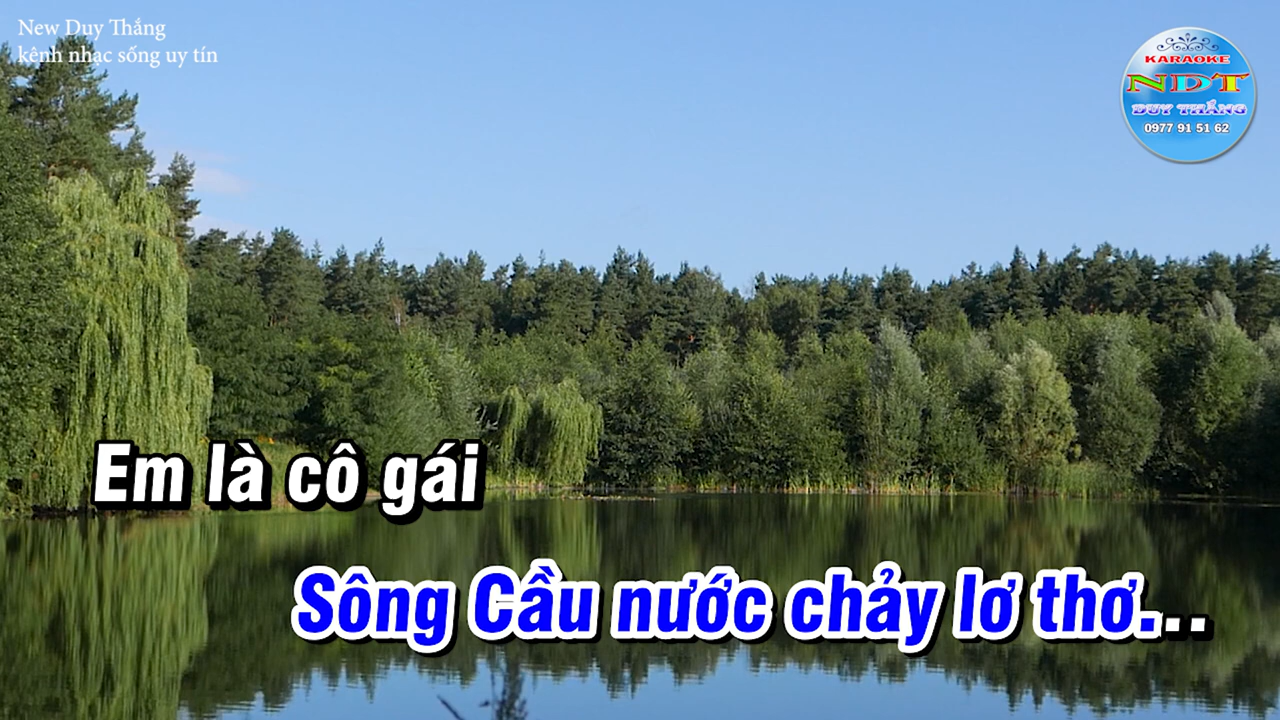 New Duy Thắng
kênh nhạc sống uy tín
KARAOKE
NDT
DUY THẮNG
0977 91 51 62
Em là cô gái
Sông Cầu nước chảy lơ thơ...